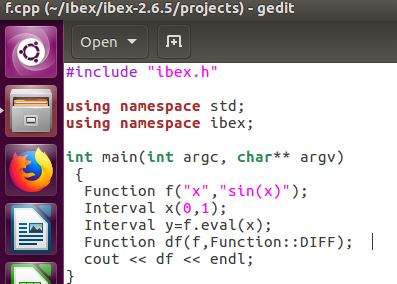 f.cpp (~/Ibex/ibex-2.6.5/projects) - gedit
Open
#include "ibex.h"
using namespace std;
using namespace ibex;
int main(int argc, char** argv)
{
Function f("x","sin(x)");
Interval x(0,1);
Interval y=f.eval(x);
Function df(f,Function::DIFF);
cout << df << endl;
}